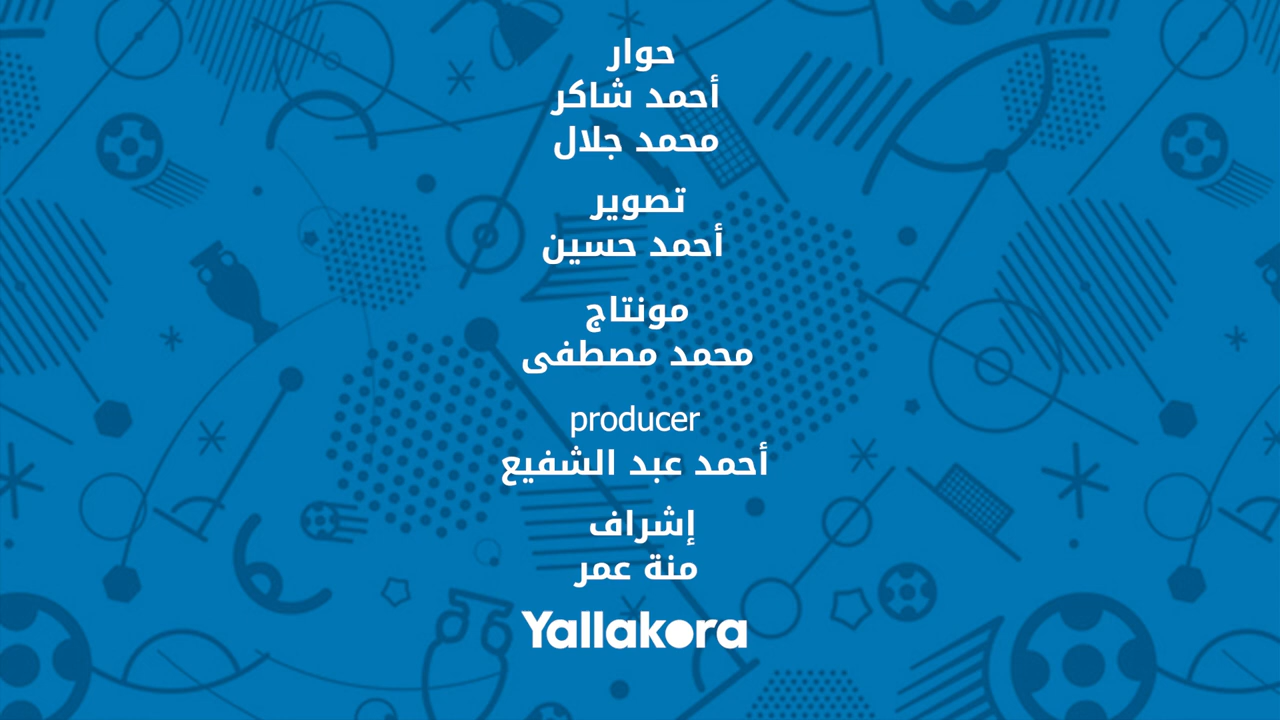 حوار
أحمد شاكر
محمد جلال
تصوير
أحمد حسين
مونتاج
محمد مصطفى
producer
أحمد عبد الشفيع
إشراف
منة عمر
Yallakora